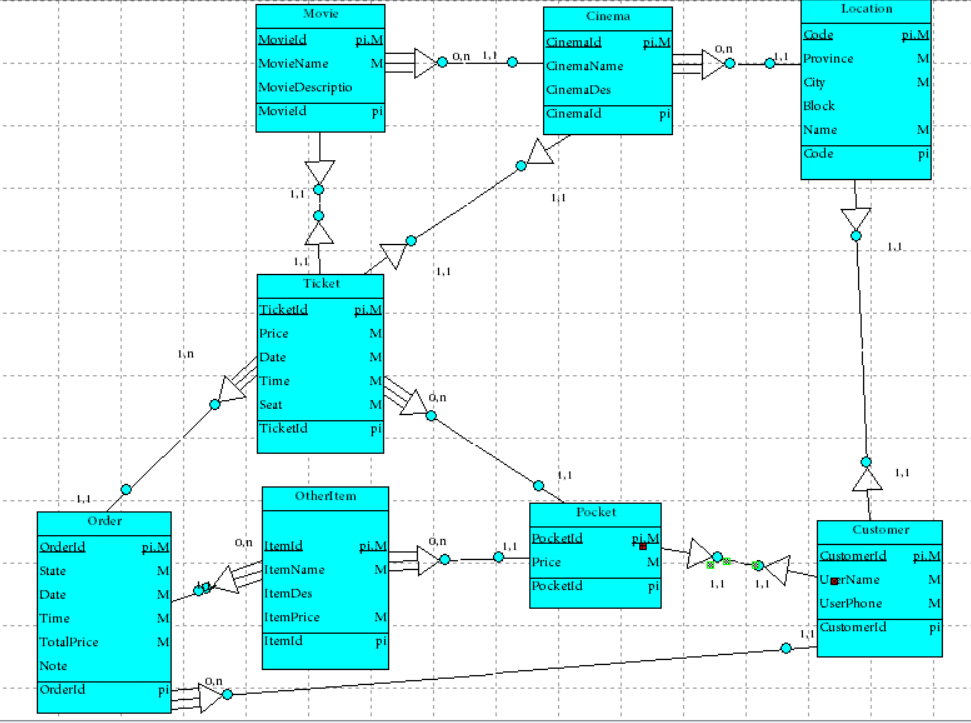 Movie
MovieId pi.M
MovieName M
MovieDescriptio
MovieId pi
0,n
1,1
Cinema
CinemaId pi.M
CinemaName
CinemaDes
CinemaId pi
0,n
1,1
Location
Code pi.M
Province M
City M
Block
Name M
Code pi
1,1
1,1
1,1
1,1
1,1
1,1
Ticket
TicketId pi.M
Price M
Date M
Time M
Seat M
TicketId pi
1,n
0,n
1,1
1,1
1,1
Order
OrderId pi.M
State M
Date M
Time M
TotalPrice M
Note
OrderId pi
0,n
OtherItem
ItemId pi.M
ItemName M
ItemDes
ItemPrice M
ItemId pi
0,n
1,1
Pocket
PocketId pi.M
Price M
PocketId pi
1,1
1,1
Customer
CustomerId pi.M
UserName M
UserPhone M
CustomerId pi
1,1
0,n